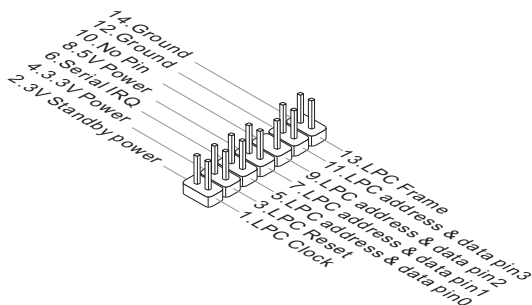 14.Ground
12.Ground
10.No Pin
8.5V Power
6.Serial IRQ
4.3.3V Power
2.3V Standby power
13.LPC Frame
11.LPC address & data pin3
9.LPC address & data pin2
7.LPC address & data pin1
5.LPC address & data pin0
3.LPC Reset
1.LPC Clock